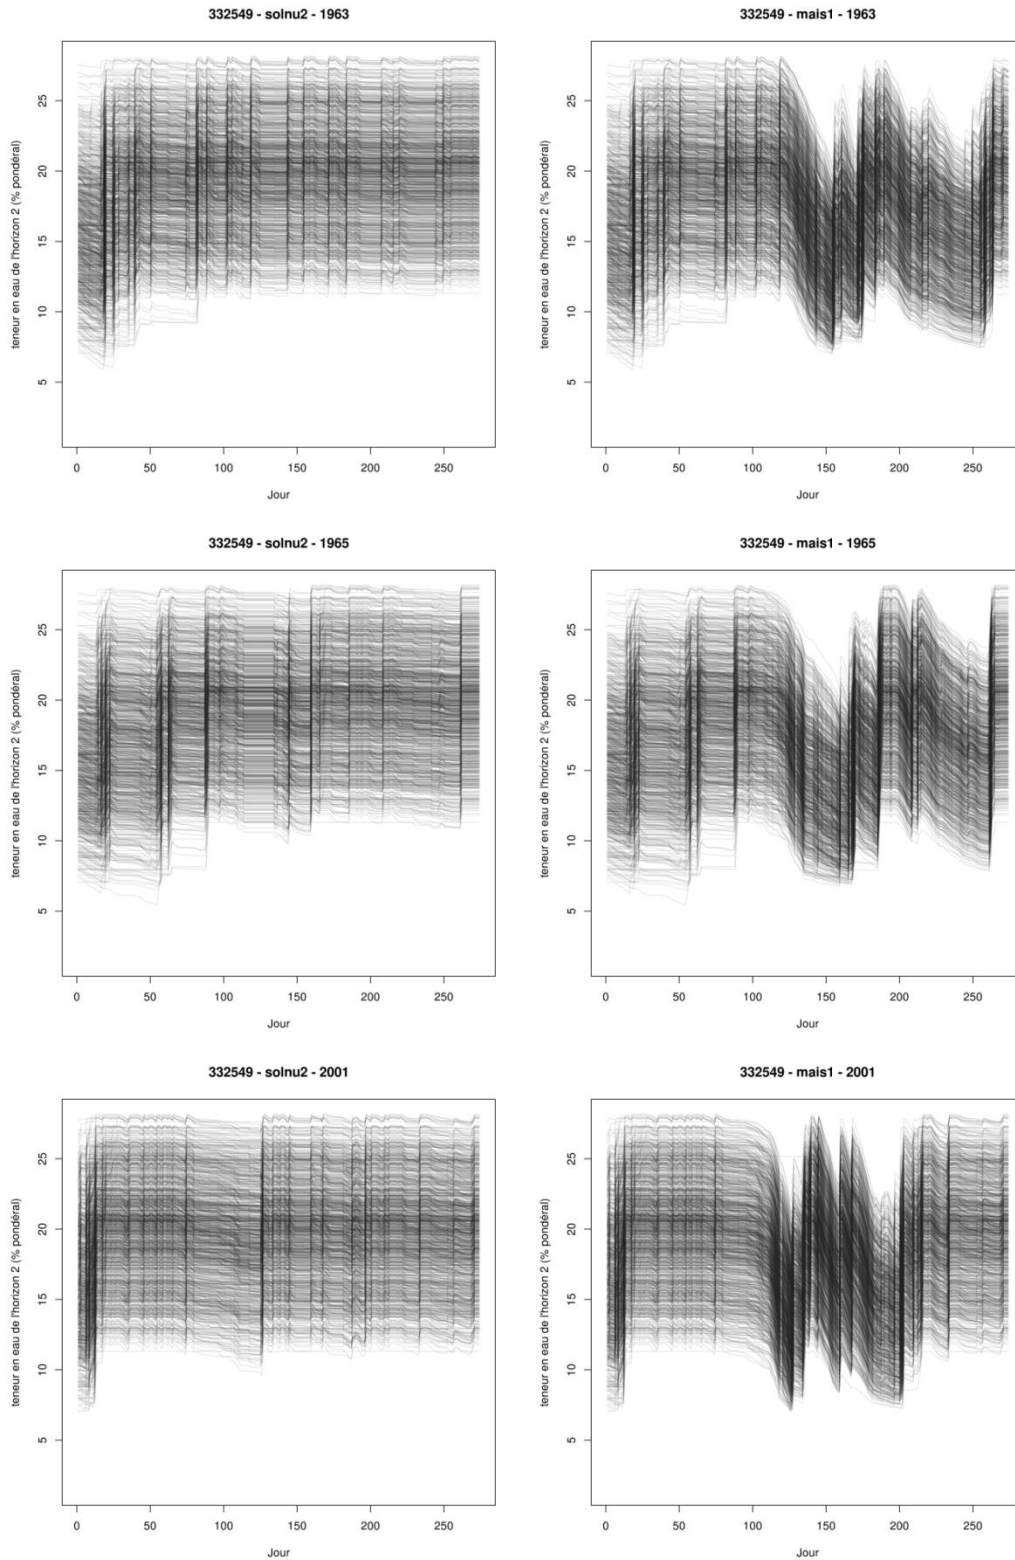 332549 - solnu2 - 1963
teneur en eau de l'horizon 2 (% pondéral)
25
20
15
10
5
0 50 100 150 200 250
Jour
332549 - mais1 - 1963
teneur en eau de l'horizon 2 (% pondéral)
25
20
15
10
5
0 50 100 150 200 250
Jour
332549 - solnu2 - 1965
teneur en eau de l'horizon 2 (% pondéral)
25
20
15
10
5
0 50 100 150 200 250
Jour
332549 - mais1 - 1965
teneur en eau de l'horizon 2 (% pondéral)
25
20
15
10
5
0 50 100 150 200 250
Jour
332549 - solnu2 - 2001
teneur en eau de l'horizon 2 (% pondéral)
25
20
15
10
5
0 50 100 150 200 250
Jour
332549 - mais1 - 2001
teneur en eau de l'horizon 2 (% pondéral)
25
20
15
10
5
0 50 100 150 200 250
Jour